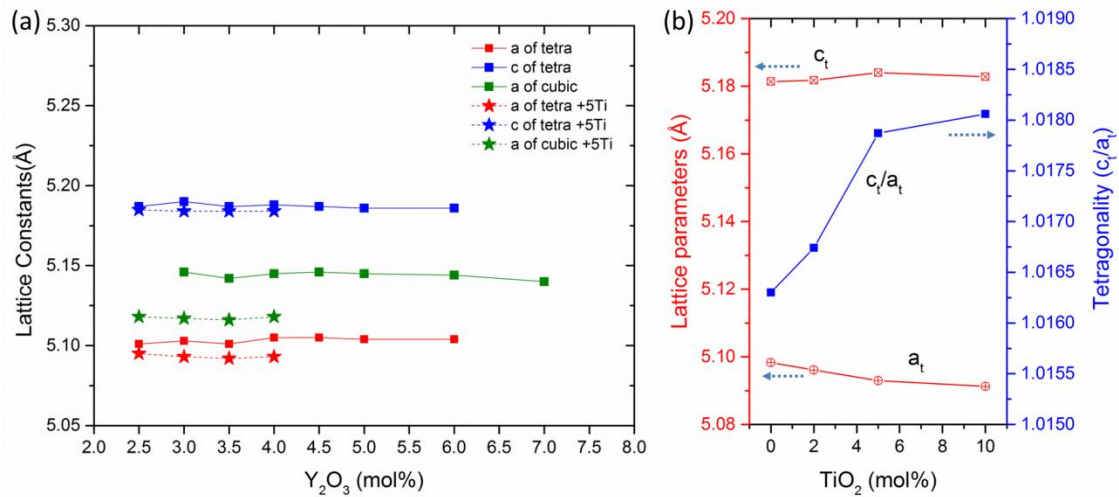 (a)
5.30
5.25
5.20
5.15
5.10
5.05
Lattice Constants(Å)
2.0 2.5 3.0 3.5 4.0 4.5 5.0 5.5 6.0 6.5 7.0 7.5 8.0
Y₂O₃ (mol%)
a of tetra
c of tetra
a of cubic
a of tetra +5Ti
c of tetra +5Ti
a of cubic +5Ti
(b)
5.20
5.18
5.16
5.14
5.12
5.10
5.08
Lattice parameters (Å)
cₜ
cₜ/aₜ
aₜ
0 2 4 6 8 10
TiO₂ (mol%)
1.0190
1.0185
1.0180
1.0175
1.0170
1.0165
1.0160
1.0155
1.0150
Tetragonality (cₜ/aₜ)